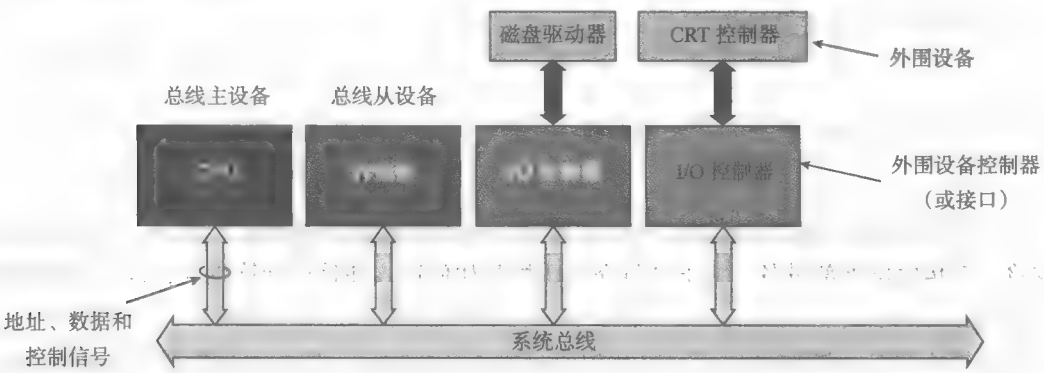 磁盘驱动器
CRT 控制器
外围设备
总线主设备
总线从设备
I/O 控制器
外围设备控制器
（或接口）
地址、数据和
控制信号
系统总线